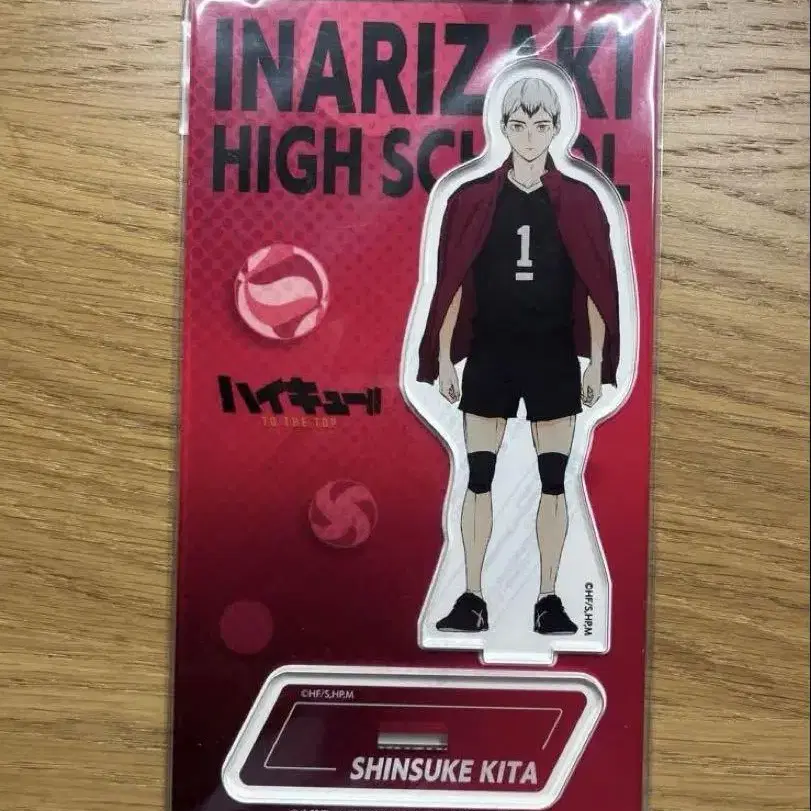 INARIZAKI
HIGH SCHOOL
1
ハイキュー!!
TO THE TOP
©HF/S,HP,M
©HF/S,HP,M
SHINSUKE KITA